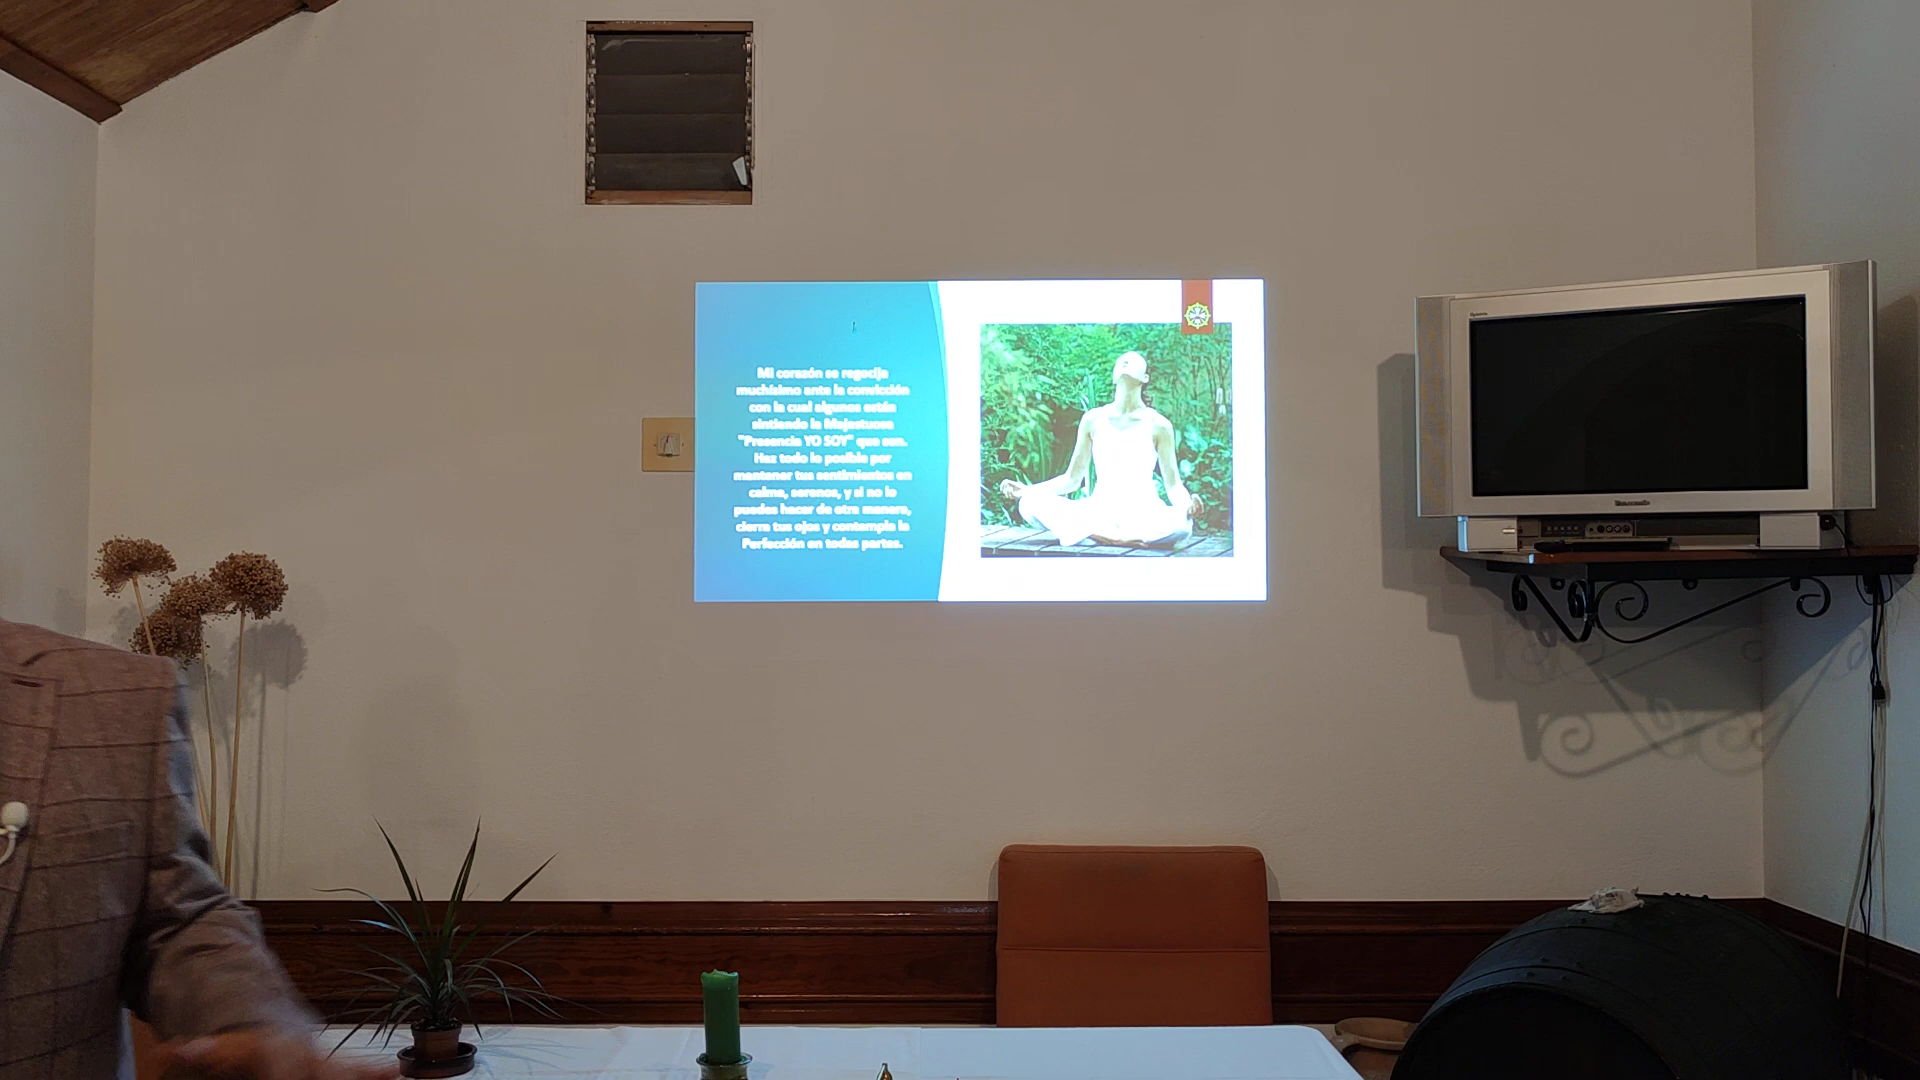 Mi corazón se regocija
muchísimo ante la convicción
con la cual algunos están
sintiendo la Majestuosa
"Presencia YO SOY" que son.
Haz todo lo posible por
mantener tus sentimientos en
calma, serenos, y si no lo
puedes hacer de otra manera,
cierra tus ojos y contempla la
Perfección en todas partes.